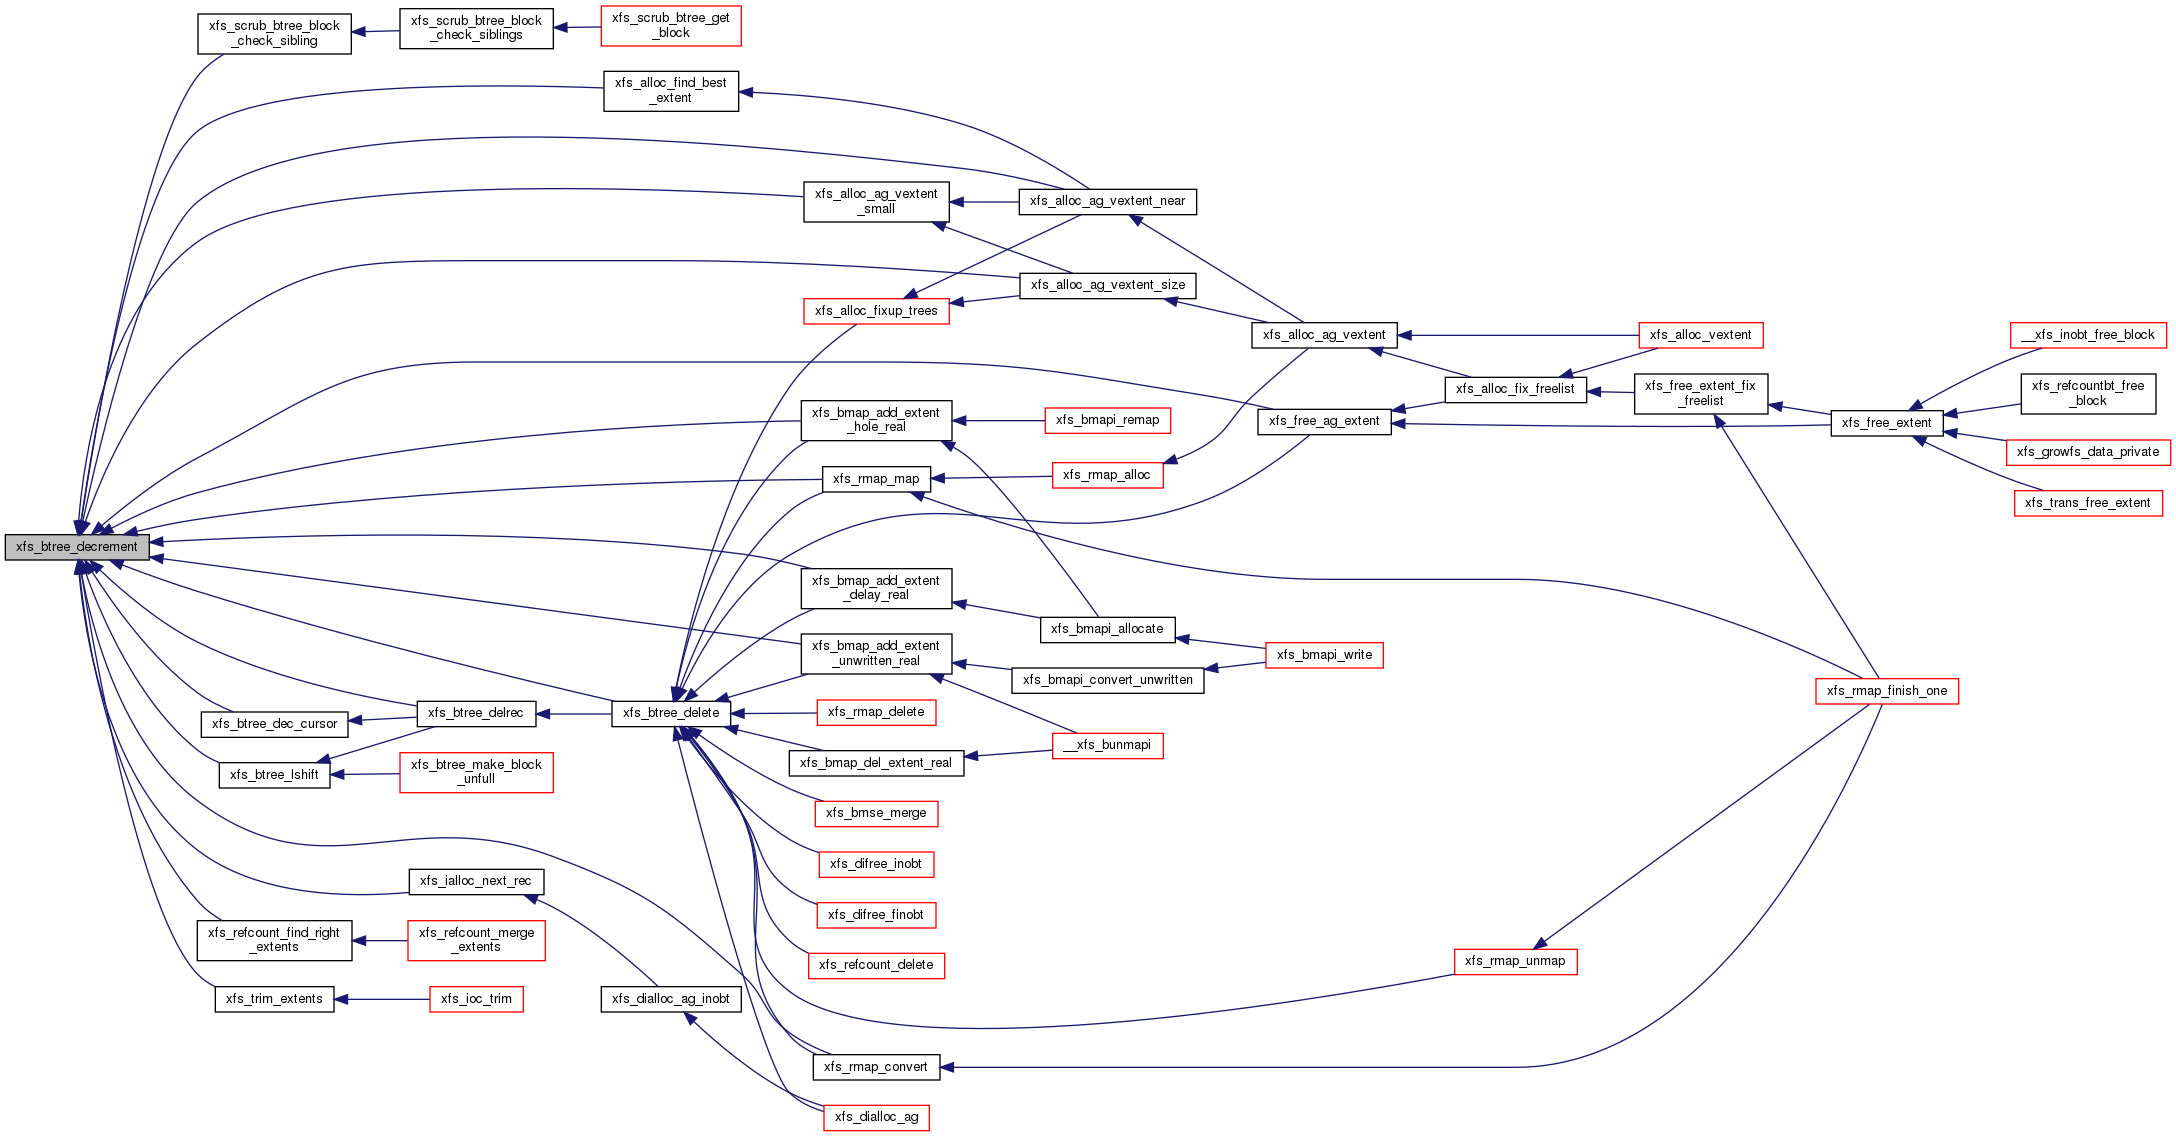 xfs_scrub_btree_block
_check_sibling
xfs_scrub_btree_block
_check_siblings
xfs_scrub_btree_get
_block
xfs_alloc_find_best
_extent
xfs_alloc_ag_vextent
_small
xfs_alloc_ag_vextent_near
xfs_alloc_ag_vextent_size
xfs_alloc_fixup_trees
xfs_alloc_ag_vextent
xfs_alloc_vextent
__xfs_inobt_free_block
xfs_alloc_fix_freelist
xfs_free_extent_fix
_freelist
xfs_refcountbt_free
_block
xfs_bmap_add_extent
_hole_real
xfs_bmapi_remap
xfs_free_ag_extent
xfs_free_extent
xfs_growfs_data_private
xfs_rmap_map
xfs_rmap_alloc
xfs_trans_free_extent
xfs_btree_decrement
xfs_bmap_add_extent
_delay_real
xfs_bmapi_allocate
xfs_bmap_add_extent
_unwritten_real
xfs_bmapi_write
xfs_bmapi_convert_unwritten
xfs_rmap_finish_one
xfs_btree_dec_cursor
xfs_btree_delrec
xfs_btree_delete
xfs_rmap_delete
__xfs_bunmapi
xfs_btree_lshift
xfs_btree_make_block
_unfull
xfs_bmap_del_extent_real
xfs_bmse_merge
xfs_difree_inobt
xfs_ialloc_next_rec
xfs_difree_finobt
xfs_refcount_find_right
_extents
xfs_refcount_merge
_extents
xfs_refcount_delete
xfs_rmap_unmap
xfs_trim_extents
xfs_ioc_trim
xfs_dialloc_ag_inobt
xfs_rmap_convert
xfs_dialloc_ag